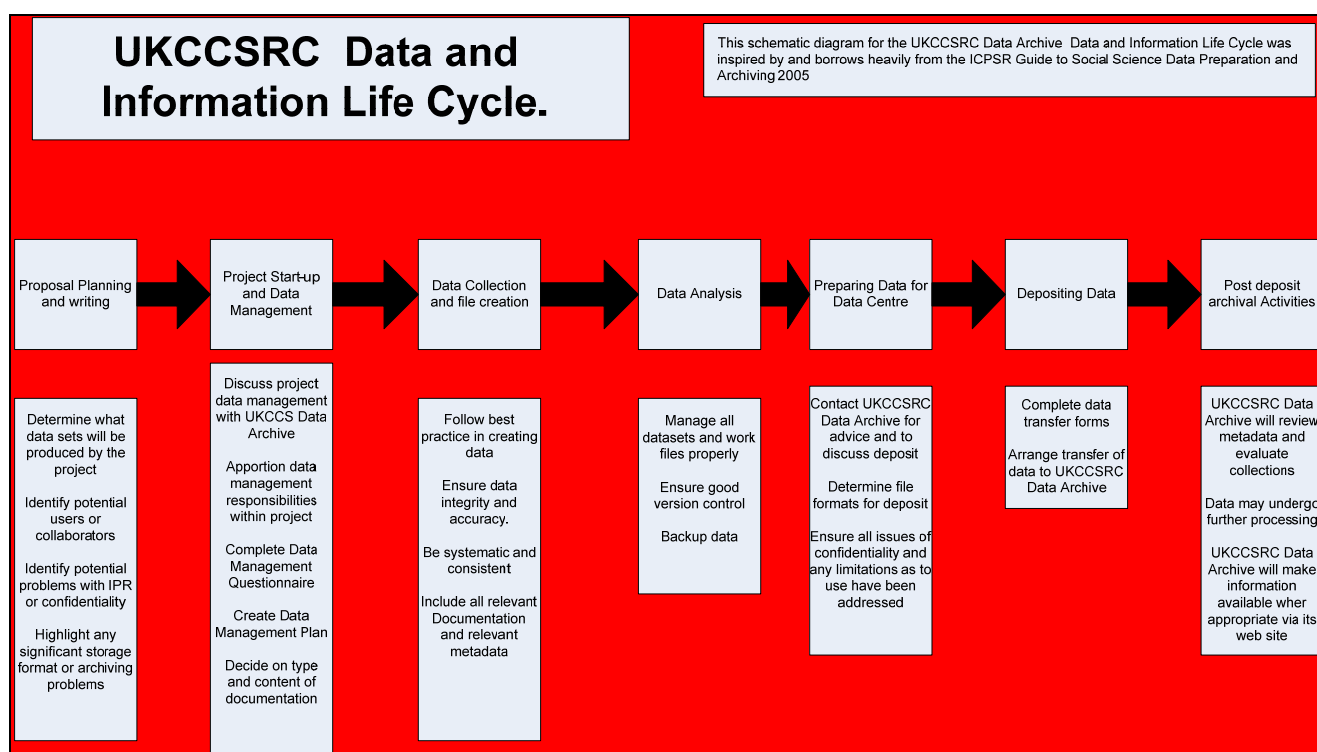 UKCCSRC Data and
Information Life Cycle.
This schematic diagram for the UKCCSRC Data Archive Data and Information Life Cycle was
inspired by and borrows heavily from the ICPSR Guide to Social Science Data Preparation and
Archiving 2005
Proposal Planning
and writing
Project Start-up
and Data
Management
Data Collection
and file creation
Data Analysis
Preparing Data for
Data Centre
Depositing Data
Post deposit
archival Activities
Determine what
data sets will be
produced by the
project
Identify potential
users or
collaborators
Identify potential
problems with IPR
or confidentiality
Highlight any
significant storage
format or archiving
problems
Discuss project
data management
with UKCCS Data
Archive
Apportion data
management
responsibilities
within project
Complete Data
Management
Questionnaire
Create Data
Management Plan
Decide on type
and content of
documentation
Follow best
practice in creating
data
Ensure data
integrity and
accuracy.
Be systematic and
consistent
Include all relevant
Documentation
and relevant
metadata
Manage all
datasets and work
files properly
Ensure good
version control
Backup data
Contact UKCCSRC
Data Archive for
advice and to
discuss deposit
Determine file
formats for deposit
Ensure all issues of
confidentiality and
any limitations as to
use have been
addressed
Complete data
transfer forms
Arrange transfer of
data to UKCCSRC
Data Archive
UKCCSRC Data
Archive will review
metadata and
evaluate
collections
Data may undergo
further processing
UKCCSRC Data
Archive will make
information
available wher
appropriate via its
web site